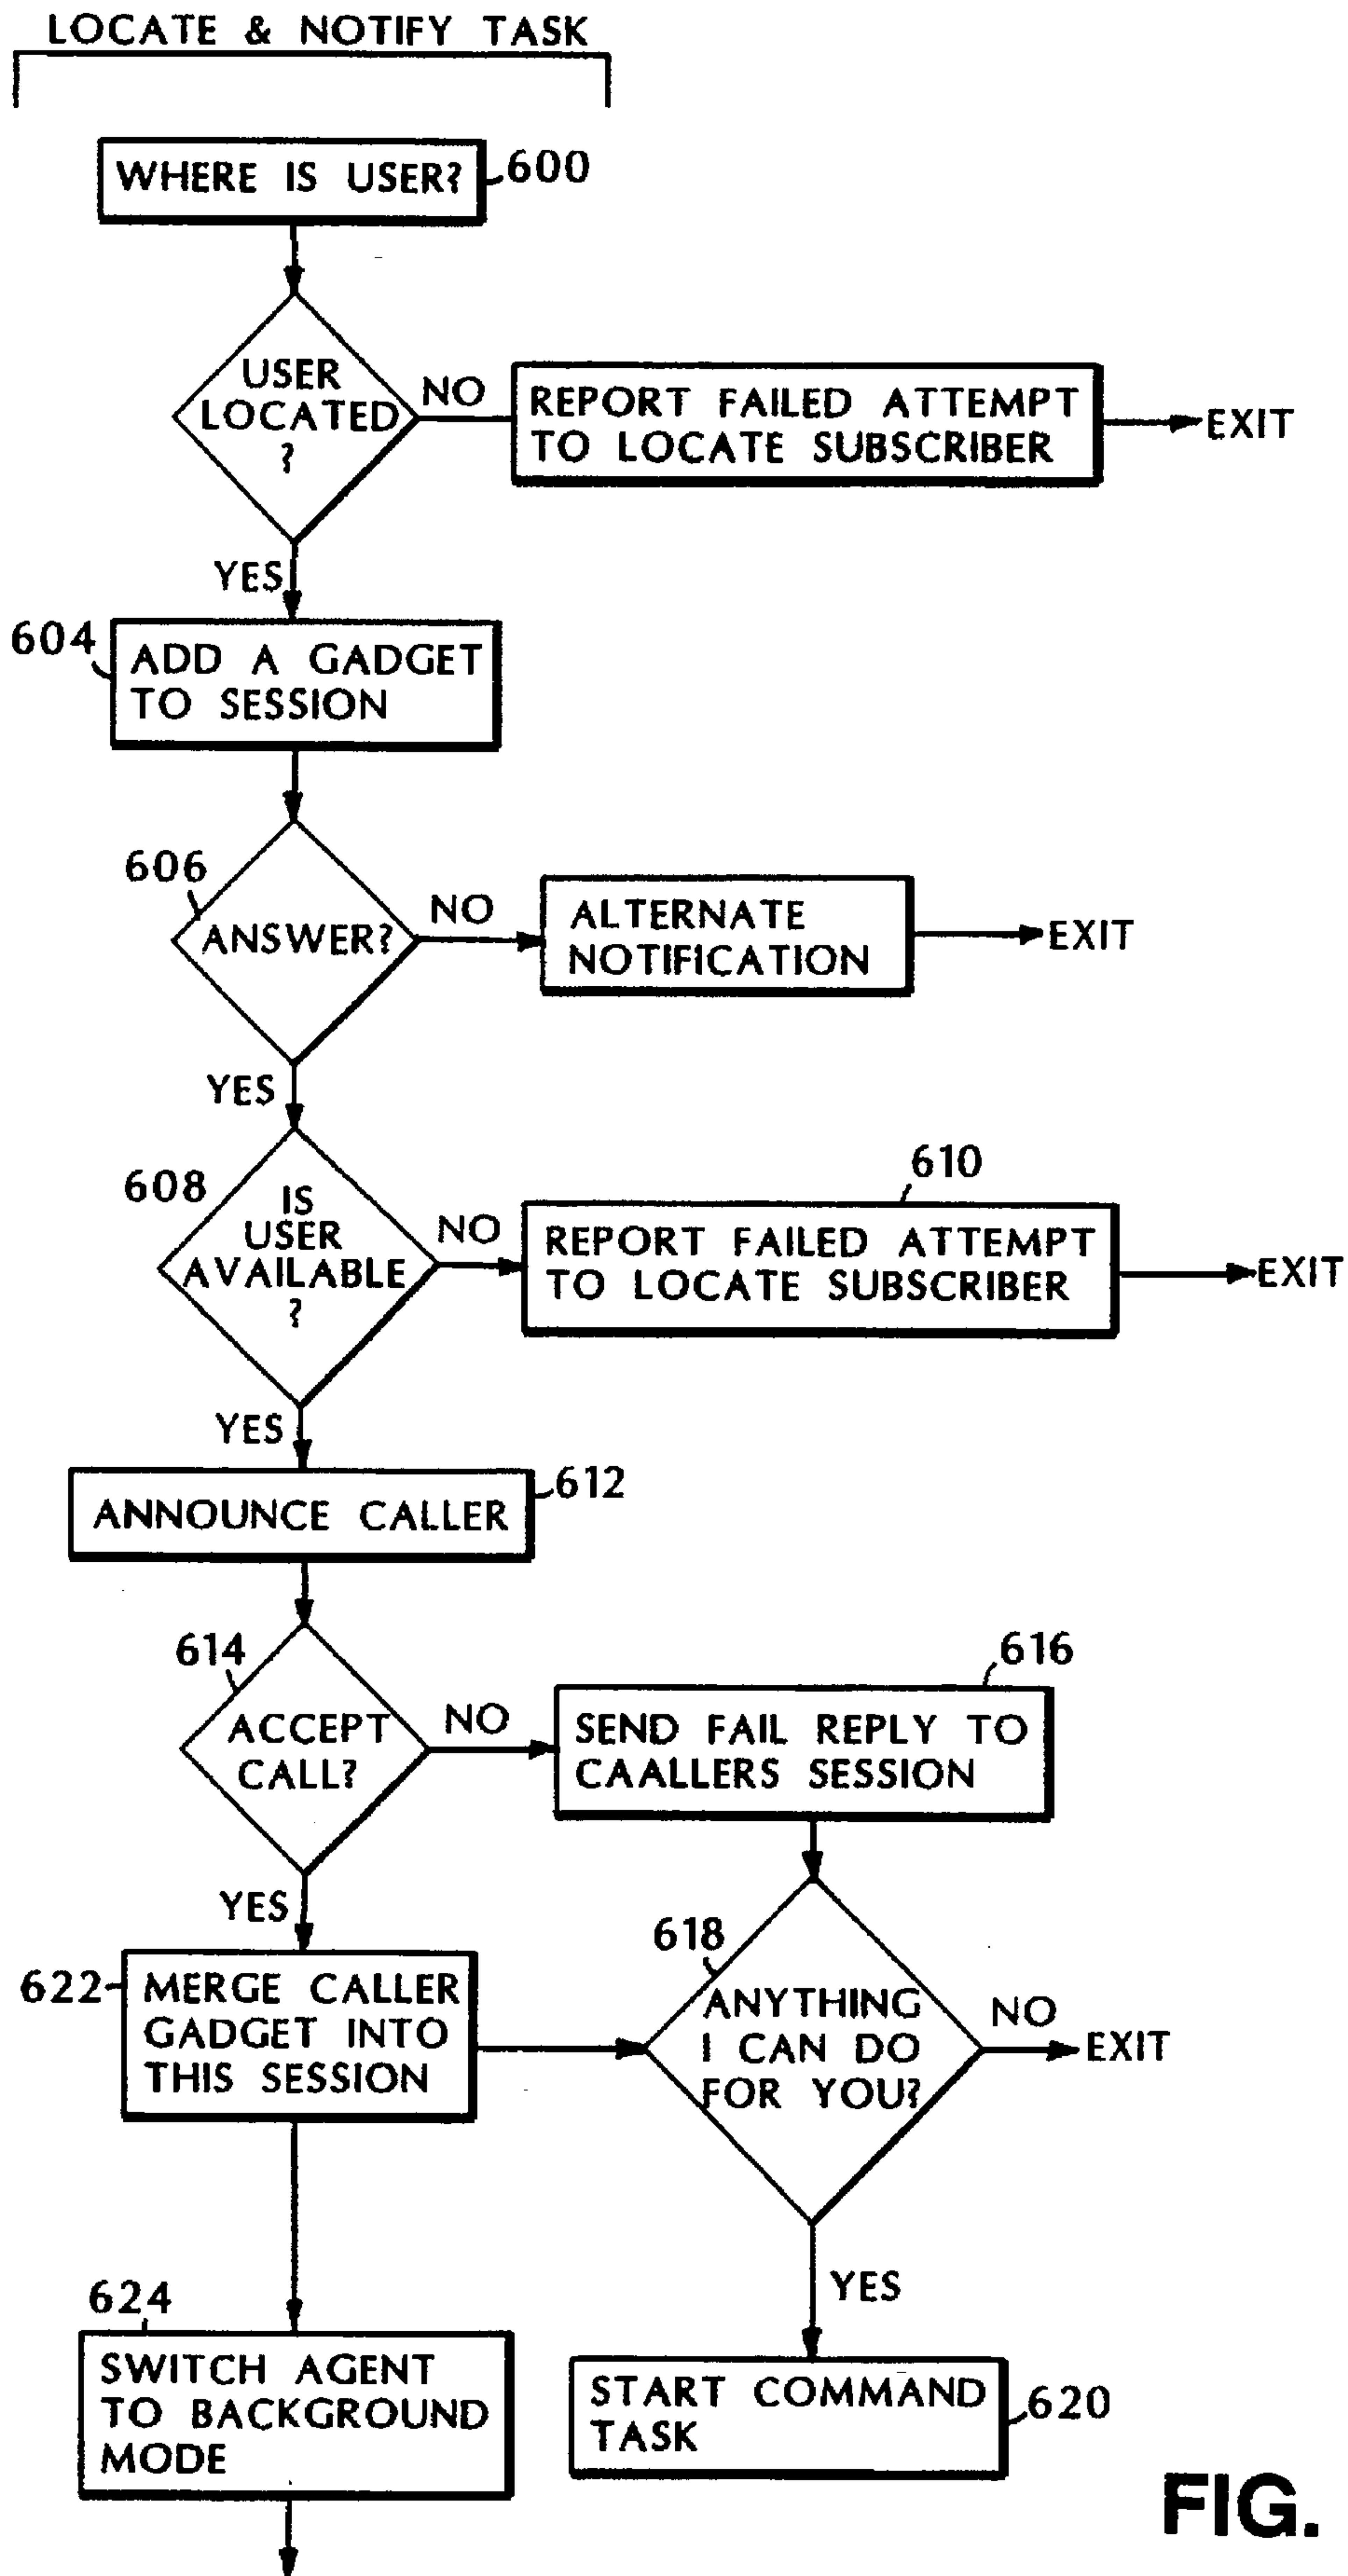 LOCATE & NOTIFY TASK
WHERE IS USER?
600
USER
LOCATED
?
NO
REPORT FAILED ATTEMPT
TO LOCATE SUBSCRIBER
EXIT
YES
604
ADD A GADGET
TO SESSION
606
ANSWER?
NO
ALTERNATE
NOTIFICATION
EXIT
YES
608
IS
USER
AVAILABLE
?
NO
610
REPORT FAILED ATTEMPT
TO LOCATE SUBSCRIBER
EXIT
YES
ANNOUNCE CALLER
612
614
ACCEPT
CALL?
NO
616
SEND FAIL REPLY TO
CAALLERS SESSION
YES
622
MERGE CALLER
GADGET INTO
THIS SESSION
618
ANYTHING
I CAN DO
FOR YOU?
NO
EXIT
YES
624
SWITCH AGENT
TO BACKGROUND
MODE
START COMMAND
TASK
620
FIG.